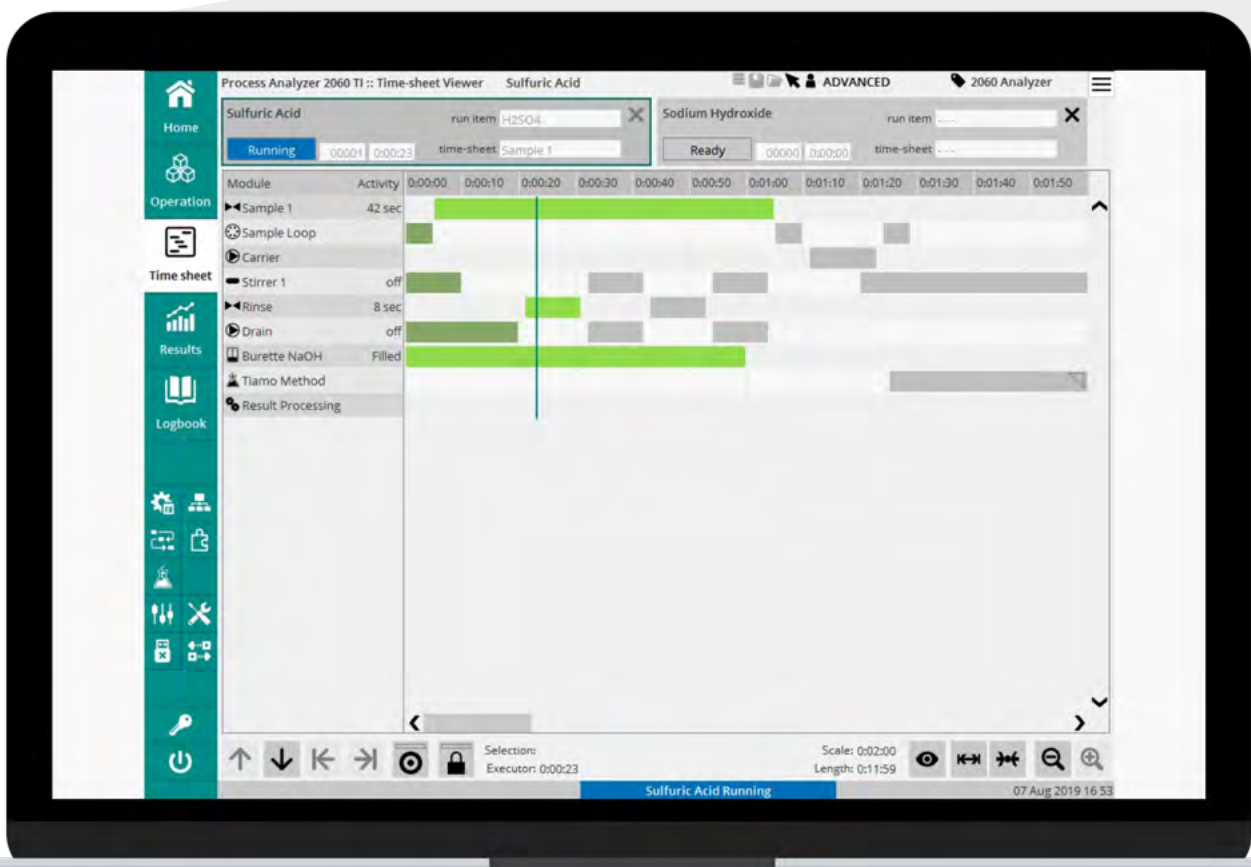 Process Analyzer 2060 TI :: Time-sheet Viewer Sulfuric Acid ADVANCED 2060 Analyzer
Home
Operation
Time sheet
Results
Logbook
Sulfuric Acid run item H2SO4
Running 00001 0:00:23 time-sheet Sample 1
Sodium Hydroxide run item ---
Ready 00000 0:00:00 time-sheet ---
Module Activity 0:00:00 0:00:10 0:00:20 0:00:30 0:00:40 0:00:50 0:01:00 0:01:10 0:01:20 0:01:30 0:01:40 0:01:50
Sample 1 42 sec
Sample Loop
Carrier
Stirrer 1 off
Rinse 8 sec
Drain off
Burette NaOH Filled
Tiamo Method
Result Processing
Selection:
Executor: 0:00:23
Scale: 0:02:00
Length: 0:11:59
Sulfuric Acid Running
07 Aug 2019 16 53